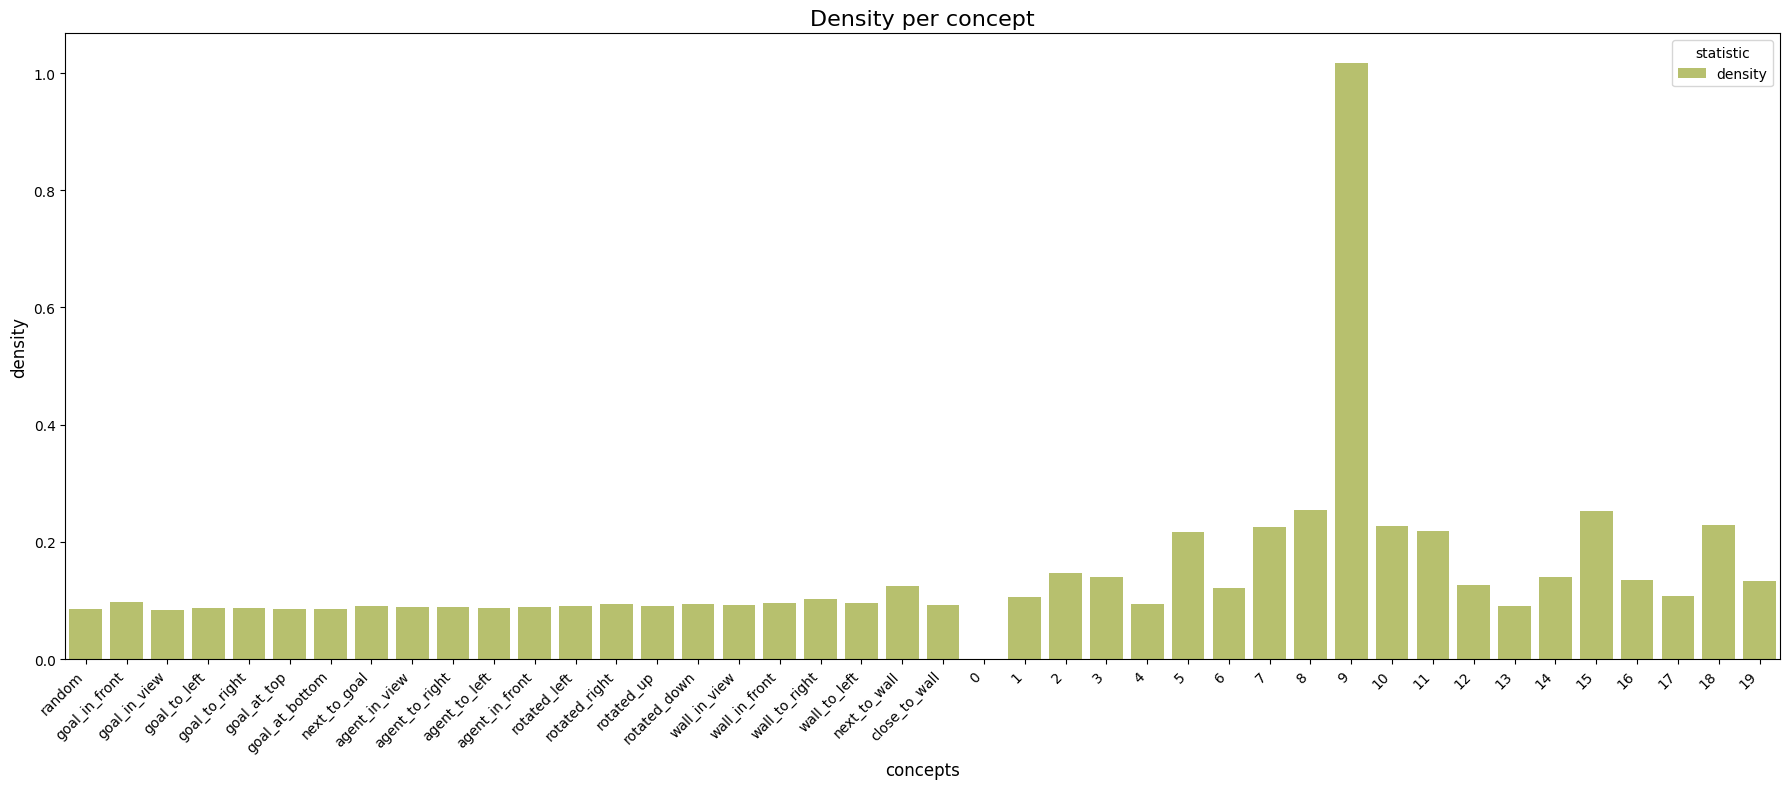 Density per concept
statistic
density
1.0
0.8
0.6
0.4
0.2
0.0
density
random
goal_in_front
goal_in_view
goal_to_left
goal_to_right
goal_at_top
goal_at_bottom
next_to_goal
agent_in_view
agent_to_right
agent_to_left
agent_in_front
rotated_left
rotated_right
rotated_up
rotated_down
wall_in_view
wall_in_front
wall_to_right
wall_to_left
next_to_wall
close_to_wall
0
1
2
3
4
5
6
7
8
9
10
11
12
13
14
15
16
17
18
19
concepts